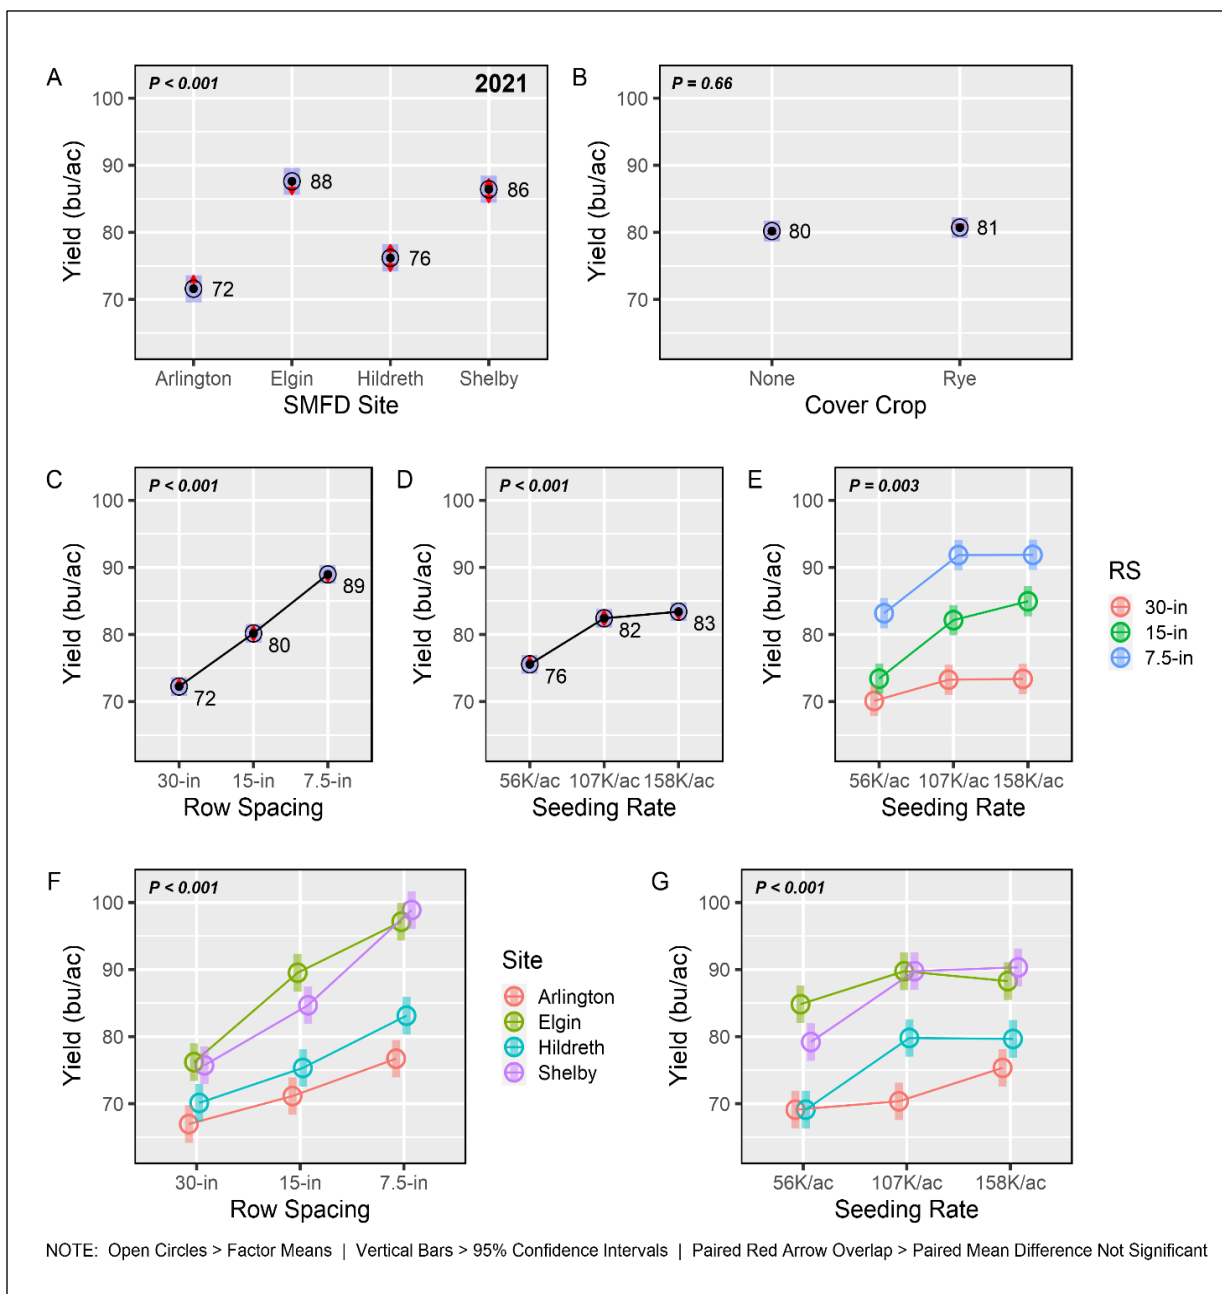 A
P < 0.001
2021
100
90
80
70
Yield (bu/ac)
72
88
76
86
Arlington
Elgin
Hildreth
Shelby
SMFD Site
B
P = 0.66
100
90
80
70
Yield (bu/ac)
80
81
None
Rye
Cover Crop
C
P < 0.001
100
90
80
70
Yield (bu/ac)
72
80
89
30-in
15-in
7.5-in
Row Spacing
D
P < 0.001
100
90
80
70
Yield (bu/ac)
76
82
83
56K/ac
107K/ac
158K/ac
Seeding Rate
E
P = 0.003
100
90
80
70
Yield (bu/ac)
56K/ac
107K/ac
158K/ac
Seeding Rate
RS
30-in
15-in
7.5-in
F
P < 0.001
100
90
80
70
Yield (bu/ac)
30-in
15-in
7.5-in
Row Spacing
Site
Arlington
Elgin
Hildreth
Shelby
G
P < 0.001
100
90
80
70
Yield (bu/ac)
56K/ac
107K/ac
158K/ac
Seeding Rate
NOTE: Open Circles > Factor Means | Vertical Bars > 95% Confidence Intervals | Paired Red Arrow Overlap > Paired Mean Difference Not Significant